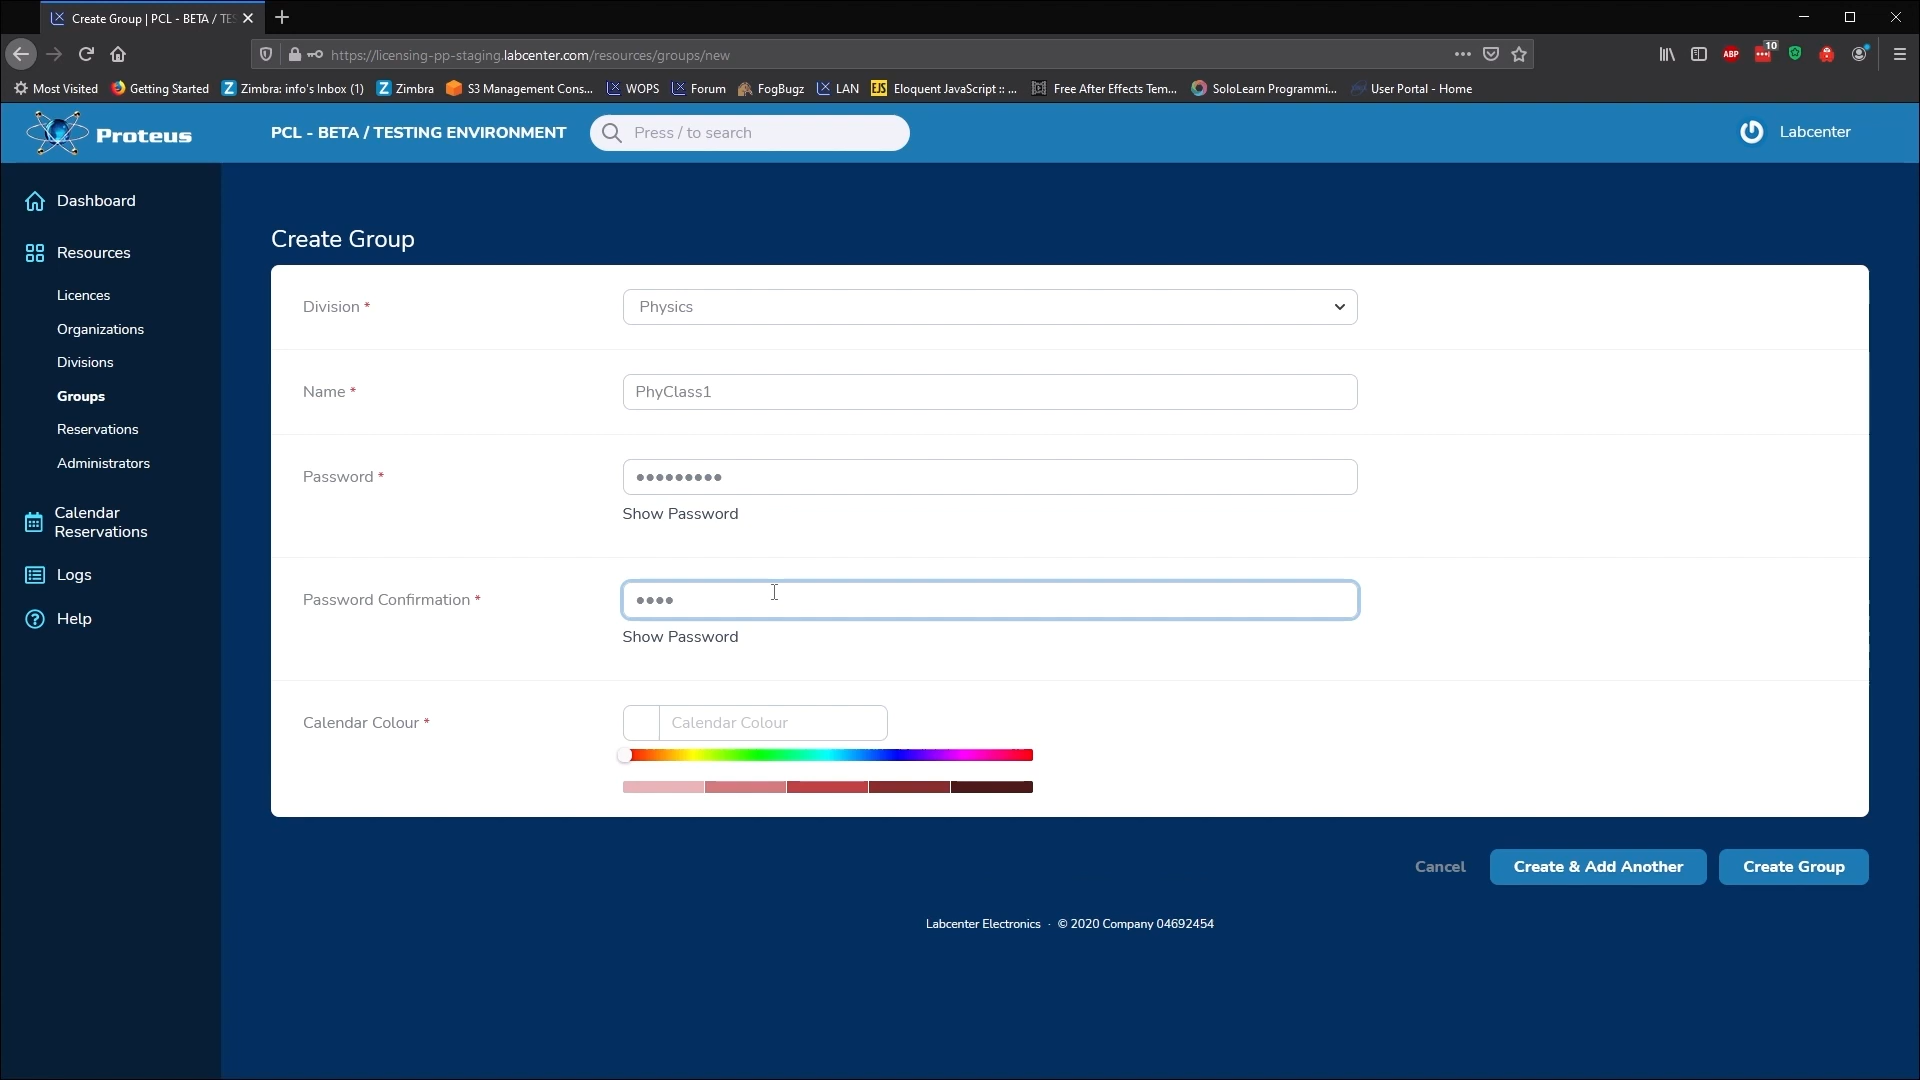 Create Group | PCL - BETA / TES
https://licensing-pp-staging.labcenter.com/resources/groups/new
ABP
10
Most Visited
Getting Started
Zimbra: info's Inbox (1)
Zimbra
S3 Management Cons...
WOPS
Forum
FogBugz
LAN
EJS
Eloquent JavaScript :: ...
Free After Effects Tem...
SoloLearn Programmi...
User Portal - Home
Proteus
PCL - BETA / TESTING ENVIRONMENT
Press / to search
Labcenter
Dashboard
Resources
Licences
Organizations
Divisions
Groups
Reservations
Administrators
Calendar
Reservations
Logs
Help
Create Group
Division *
Physics
Name *
PhyClass1
Password *
•••••••••
Show Password
Password Confirmation *
••••
Show Password
Calendar Colour *
Calendar Colour
Cancel
Create & Add Another
Create Group
Labcenter Electronics · © 2020 Company 04692454